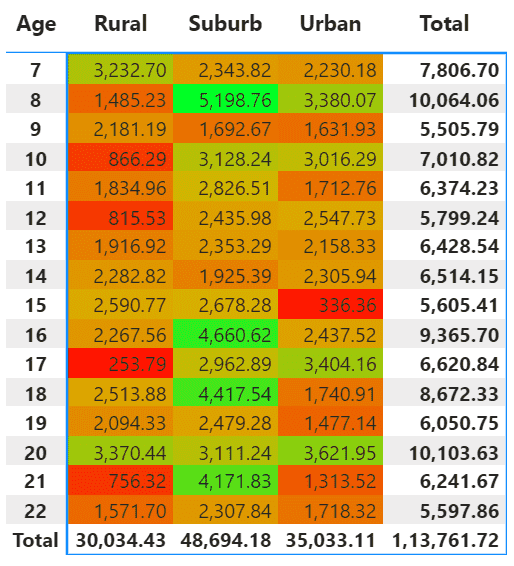 Age Rural Suburb Urban Total
7 3,232.70 2,343.82 2,230.18 7,806.70
8 1,485.23 5,198.76 3,380.07 10,064.06
9 2,181.19 1,692.67 1,631.93 5,505.79
10 866.29 3,128.24 3,016.29 7,010.82
11 1,834.96 2,826.51 1,712.76 6,374.23
12 815.53 2,435.98 2,547.73 5,799.24
13 1,916.92 2,353.29 2,158.33 6,428.54
14 2,282.82 1,925.39 2,305.94 6,514.15
15 2,590.77 2,678.28 336.36 5,605.41
16 2,267.56 4,660.62 2,437.52 9,365.70
17 253.79 2,962.89 3,404.16 6,620.84
18 2,513.88 4,417.54 1,740.91 8,672.33
19 2,094.33 2,479.28 1,477.14 6,050.75
20 3,370.44 3,111.24 3,621.95 10,103.63
21 756.32 4,171.83 1,313.52 6,241.67
22 1,571.70 2,307.84 1,718.32 5,597.86
Total 30,034.43 48,694.18 35,033.11 1,13,761.72